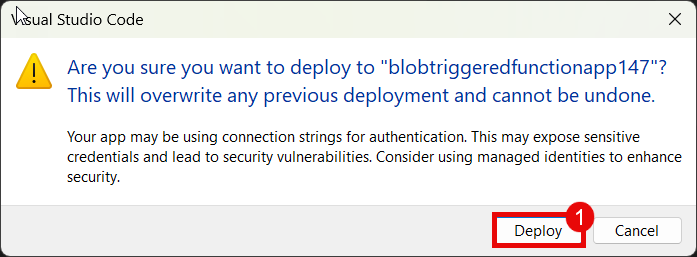 Visual Studio Code
Are you sure you want to deploy to "blobtriggeredfunctionapp147"?
This will overwrite any previous deployment and cannot be undone.
Your app may be using connection strings for authentication. This may expose sensitive
credentials and lead to security vulnerabilities. Consider using managed identities to enhance
security.
1
Deploy
Cancel